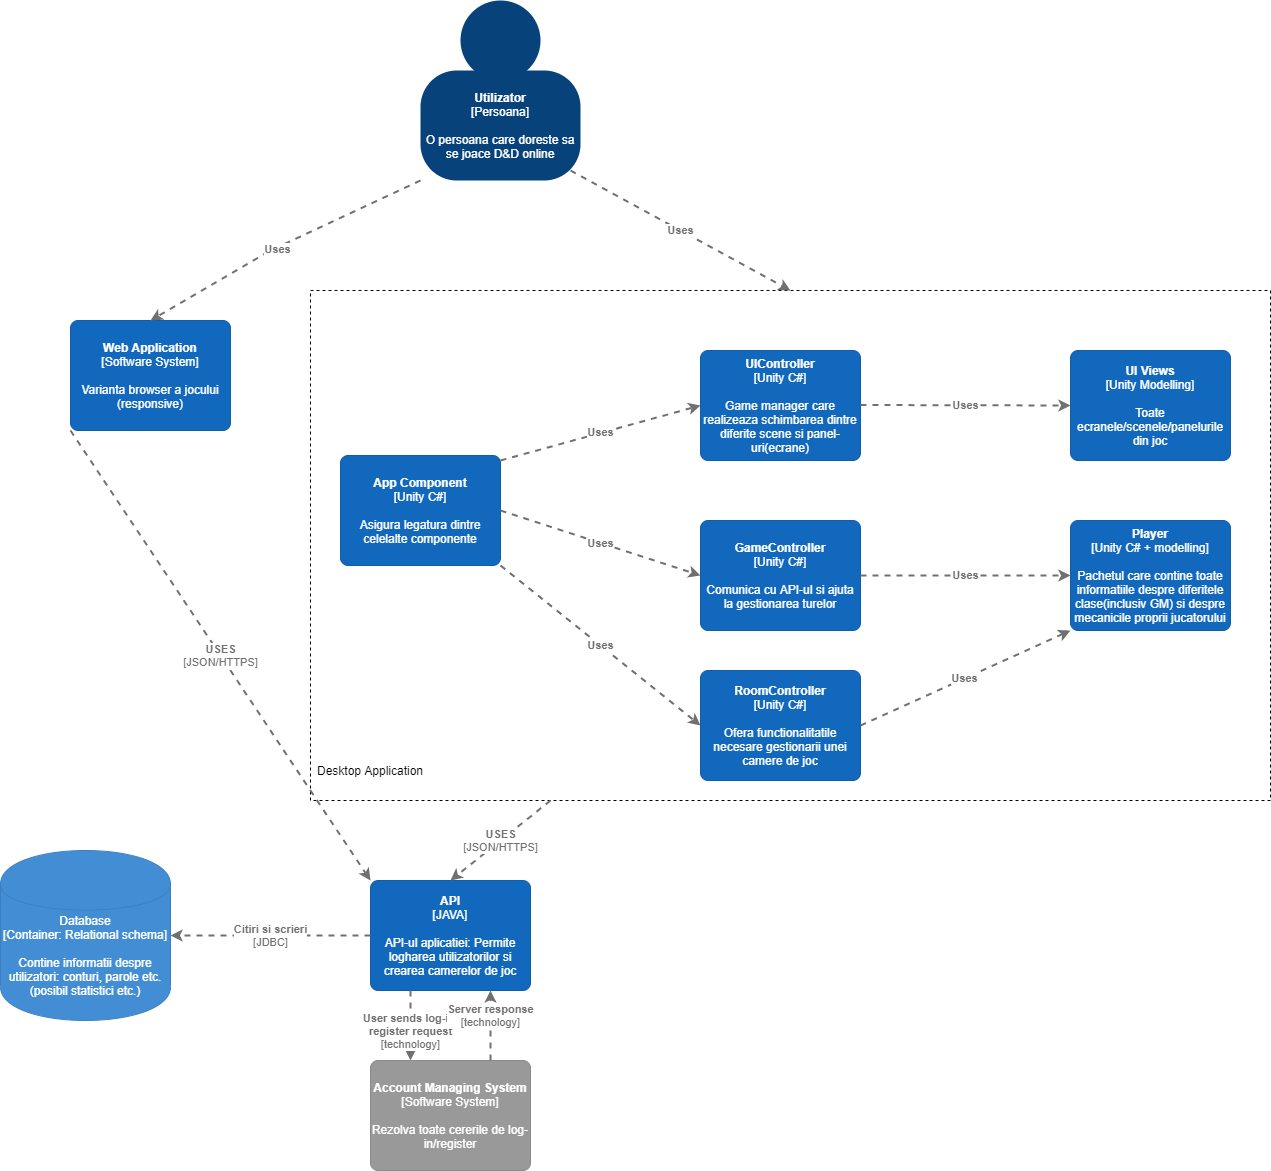 Utilizator
[Persoana]
O persoana care doreste sa
se joace D&D online
Uses
Uses
Web Application
[Software System]
Varianta browser a jocului
(responsive)
UIController
[Unity C#]
Game manager care
realizeaza schimbarea dintre
diferite scene si panel-
uri(ecrane)
Uses
UI Views
[Unity Modelling]
Toate
ecranele/scenele/panelurile
din joc
Uses
App Component
[Unity C#]
Asigura legatura dintre
celelalte componente
Uses
GameController
[Unity C#]
Comunica cu API-ul si ajuta
la gestionarea turelor
Uses
Player
[Unity C# + modelling]
Pachetul care contine toate
informatiile despre diferitele
clase(inclusiv GM) si despre
mecanicile proprii jucatorului
Uses
USES
[JSON/HTTPS]
RoomController
[Unity C#]
Ofera functionalitatile
necesare gestionarii unei
camere de joc
Uses
Desktop Application
USES
[JSON/HTTPS]
Database
[Container: Relational schema]
Contine informatii despre
utilizatori: conturi, parole etc.
(posibil statistici etc.)
Citiri si scrieri
[JDBC]
API
[JAVA]
API-ul aplicatiei: Permite
logharea utilizatorilor si
crearea camerelor de joc
User sends log-i
register request
[technology]
Server response
[technology]
Account Managing System
[Software System]
Rezolva toate cererile de log-
in/register